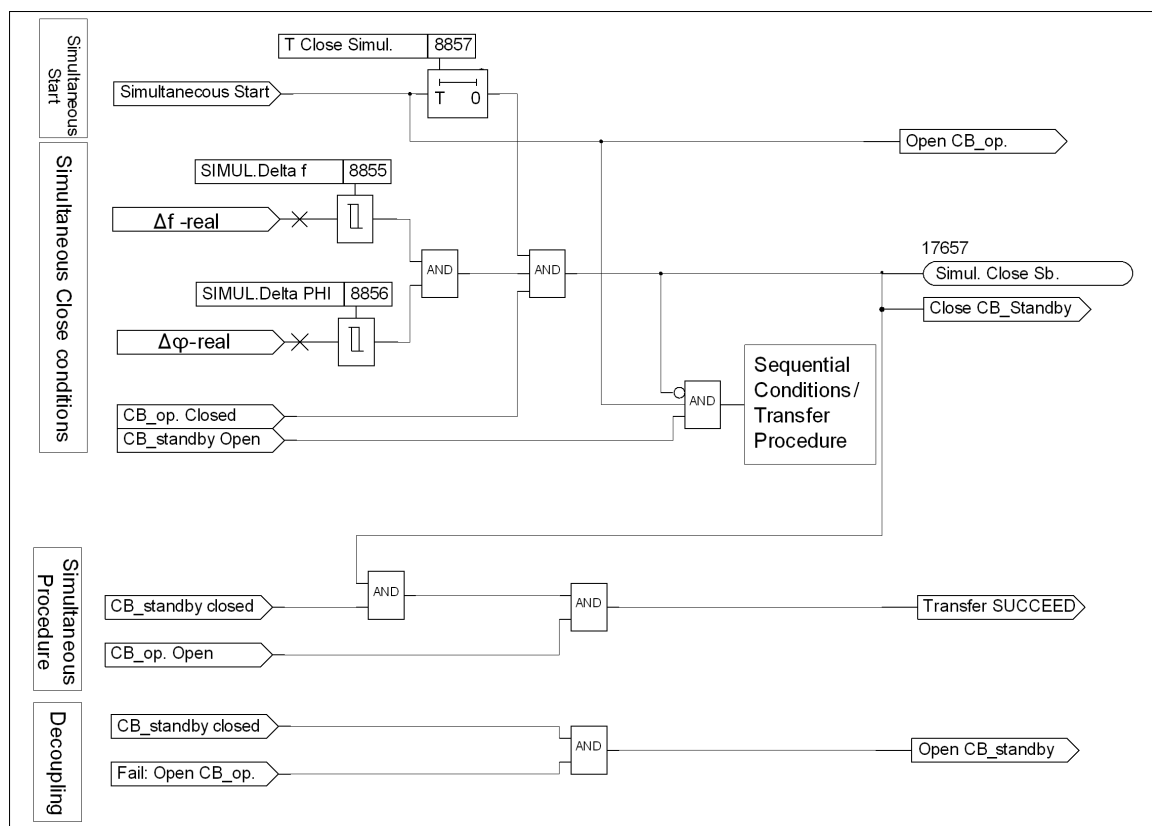 Simultaneous
Start
T Close Simul.
8857
Simultanecous Start
T 0
Open CB_op.
Simultaneous Close conditions
SIMUL.Delta f
8855
Δf -real
AND
AND
17657
Simul. Close Sb.
SIMUL.Delta PHI
8856
Close CB_Standby
Δφ-real
Sequential
Conditions/
Transfer
Procedure
AND
CB_op. Closed
CB_standby Open
Simultaneous
Procedure
AND
AND
CB_standby closed
Transfer SUCCEED
CB_op. Open
Decoupling
CB_standby closed
AND
Open CB_standby
Fail: Open CB_op.